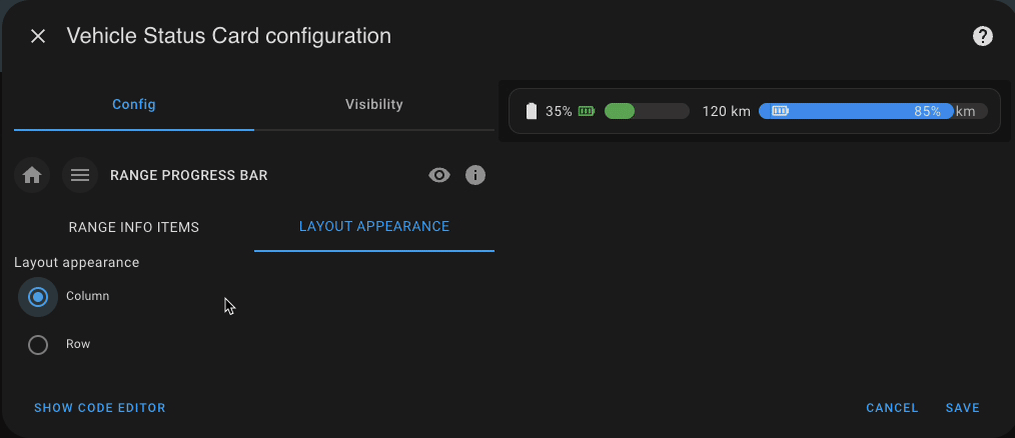 Vehicle Status Card configuration
Config
Visibility
35%
120 km
85%
km
RANGE PROGRESS BAR
RANGE INFO ITEMS
LAYOUT APPEARANCE
Layout appearance
Column
Row
SHOW CODE EDITOR
CANCEL
SAVE